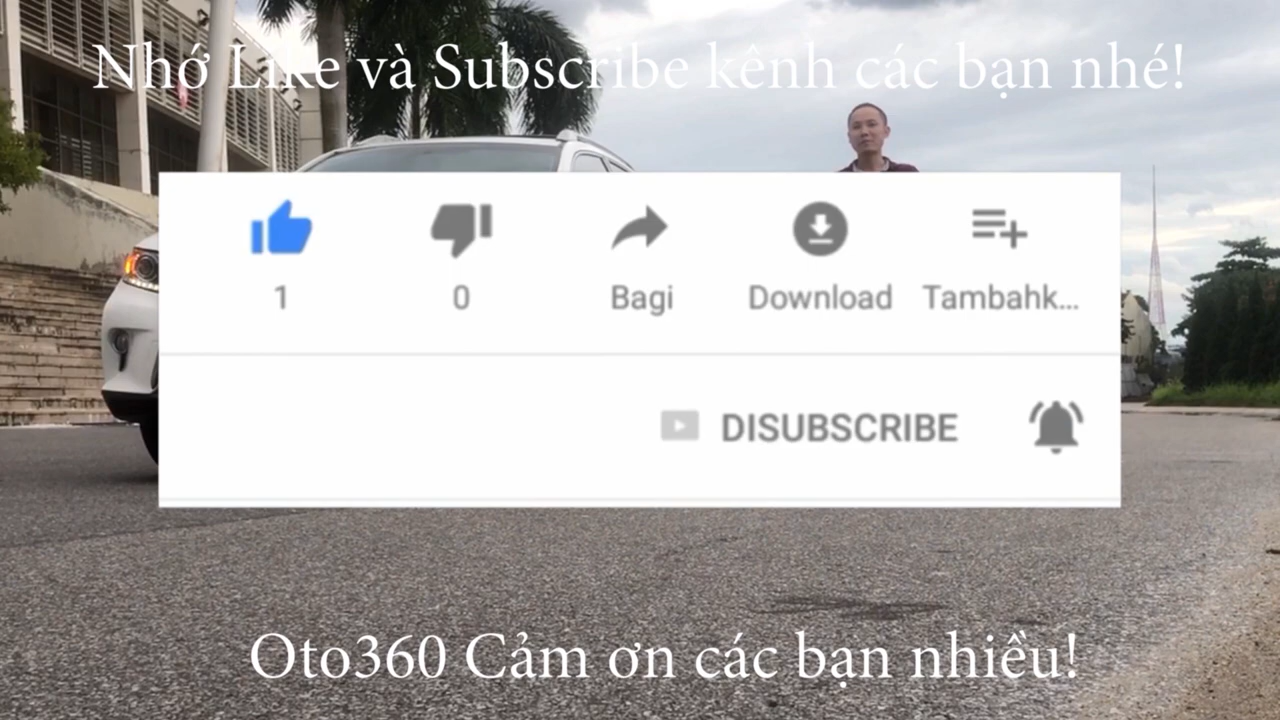 Nhớ Like và Subscribe kênh các bạn nhé!
1 0 Bagi Download Tambahk...
DISUBSCRIBE
Oto360 Cảm ơn các bạn nhiều!